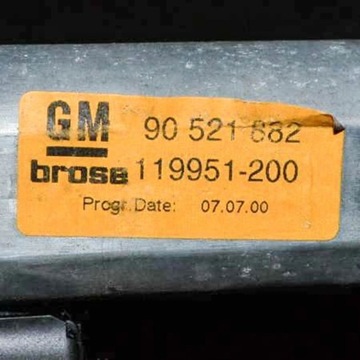 GM 90 521 882
brose 119951-200
Progr.Date: 07.07.00